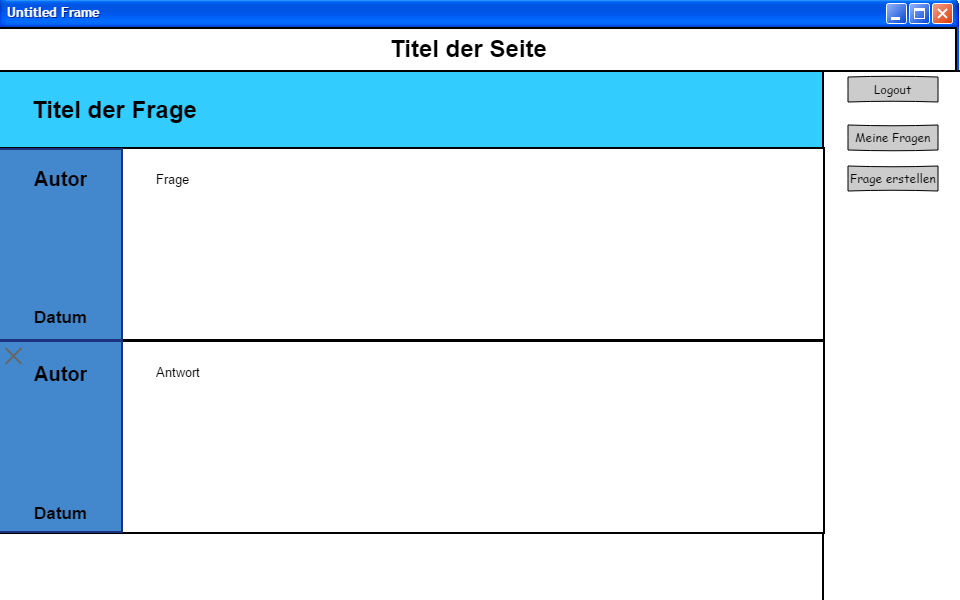 Untitled Frame
Titel der Seite
Titel der Frage
Logout
Meine Fragen
Frage erstellen
Autor
Frage
Datum
Autor
Antwort
Datum